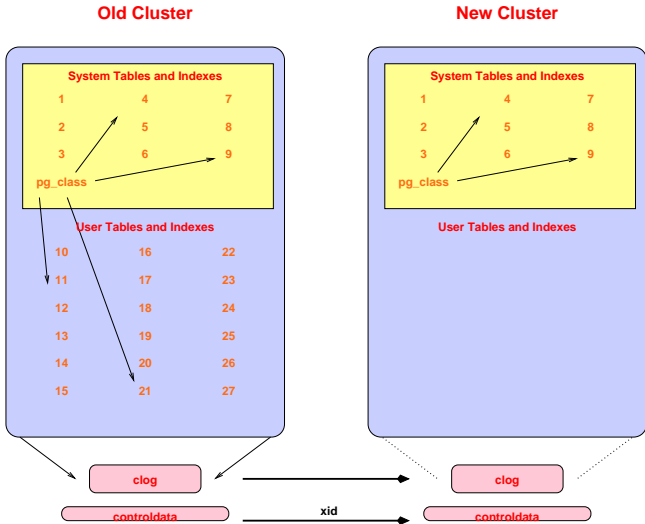 Old Cluster
New Cluster
System Tables and Indexes
1 4 7
2 5 8
3 6 9
pg_class
User Tables and Indexes
10 16 22
11 17 23
12 18 24
13 19 25
14 20 26
15 21 27
System Tables and Indexes
1 4 7
2 5 8
3 6 9
pg_class
User Tables and Indexes
clog
clog
controldata
xid
controldata